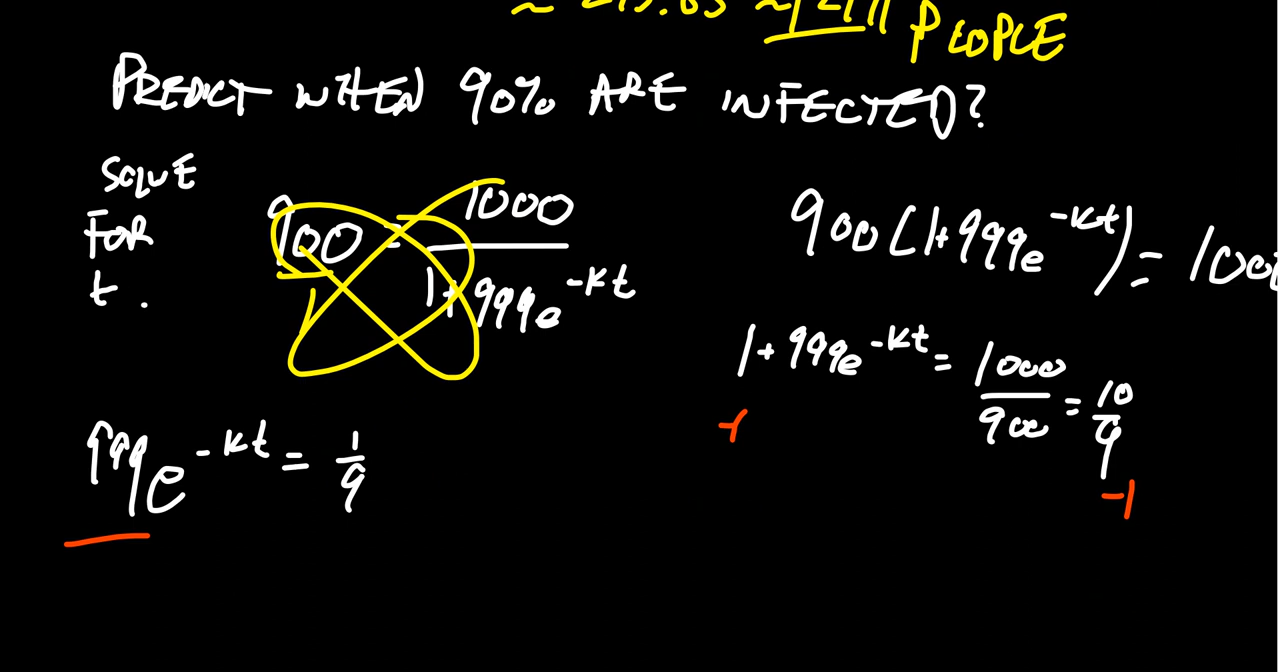 PEOPLE
PREDICT WHEN 90% ARE INFECTED?
SOLVE
FOR
t.
900 = 1000 / 1+999e^-kt
900(1+999e^-kt) = 1000
1+999e^-kt = 1000/900 = 10/9
-1 -1
999e^-kt = 1/9